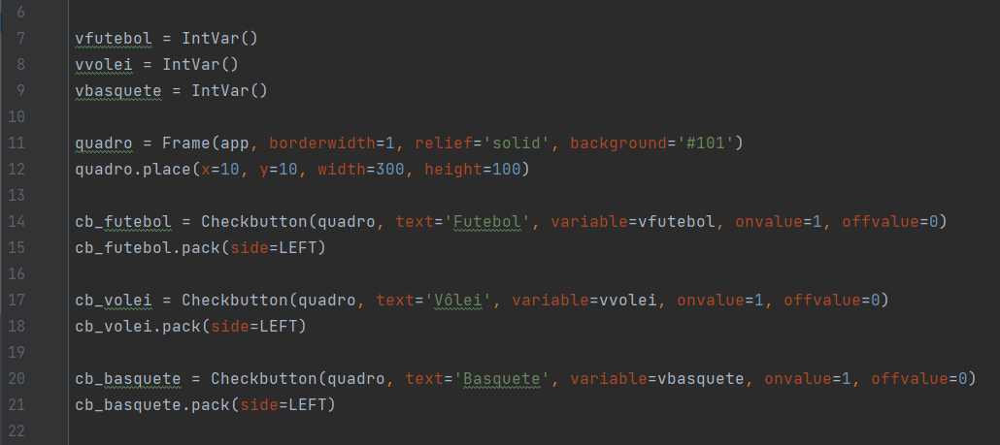 6
7 vfutebol = IntVar()
8 vvolei = IntVar()
9 vbasquete = IntVar()
10
11 quadro = Frame(app, borderwidth=1, relief='solid', background='#101')
12 quadro.place(x=10, y=10, width=300, height=100)
13
14 cb_futebol = Checkbutton(quadro, text='Futebol', variable=vfutebol, onvalue=1, offvalue=0)
15 cb_futebol.pack(side=LEFT)
16
17 cb_volei = Checkbutton(quadro, text='Vôlei', variable=vvolei, onvalue=1, offvalue=0)
18 cb_volei.pack(side=LEFT)
19
20 cb_basquete = Checkbutton(quadro, text='Basquete', variable=vbasquete, onvalue=1, offvalue=0)
21 cb_basquete.pack(side=LEFT)
22